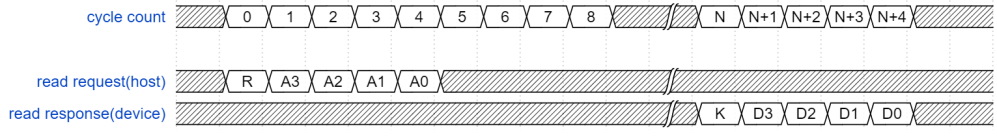 cycle count 0 1 2 3 4 5 6 7 8 N N+1 N+2 N+3 N+4
read request(host) R A3 A2 A1 A0
read response(device) K D3 D2 D1 D0